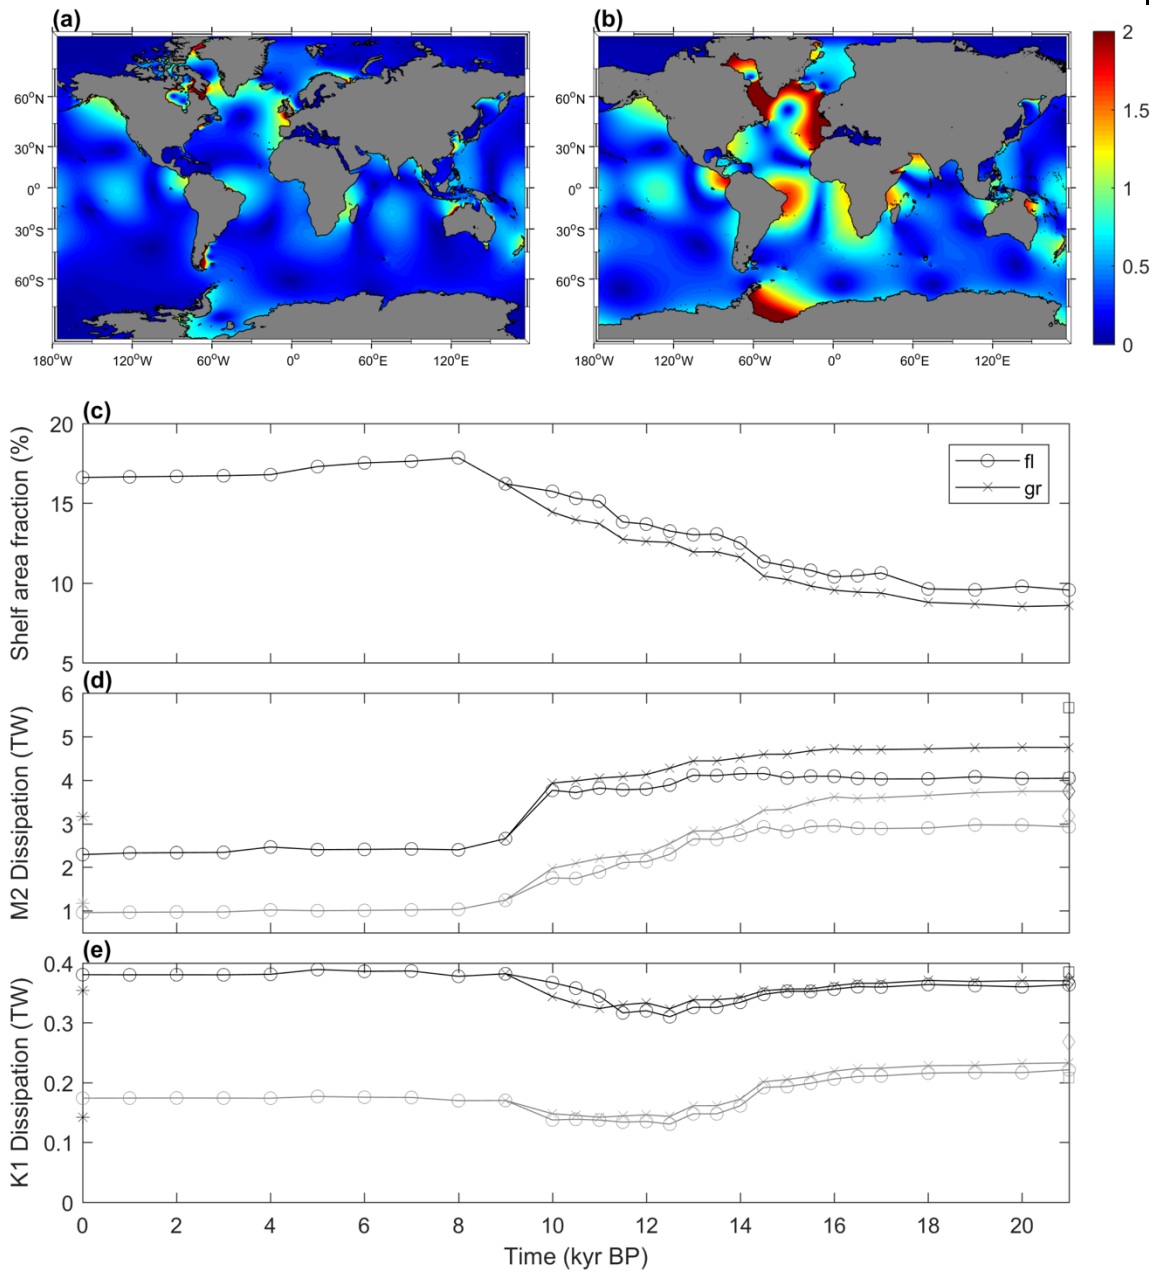 (a)
(b)
60°N
30°N
0°
30°S
60°S
180°W
120°W
60°W
0°
60°E
120°E
60°N
30°N
0°
30°S
60°S
180°W
120°W
60°W
0°
60°E
120°E
2
1.5
1
0.5
0
(c)
20
15
10
5
Shelf area fraction (%)
fl
gr
(d)
6
5
4
3
2
1
M2 Dissipation (TW)
(e)
0.4
0.3
0.2
0.1
0
K1 Dissipation (TW)
0 2 4 6 8 10 12 14 16 18 20
Time (kyr BP)